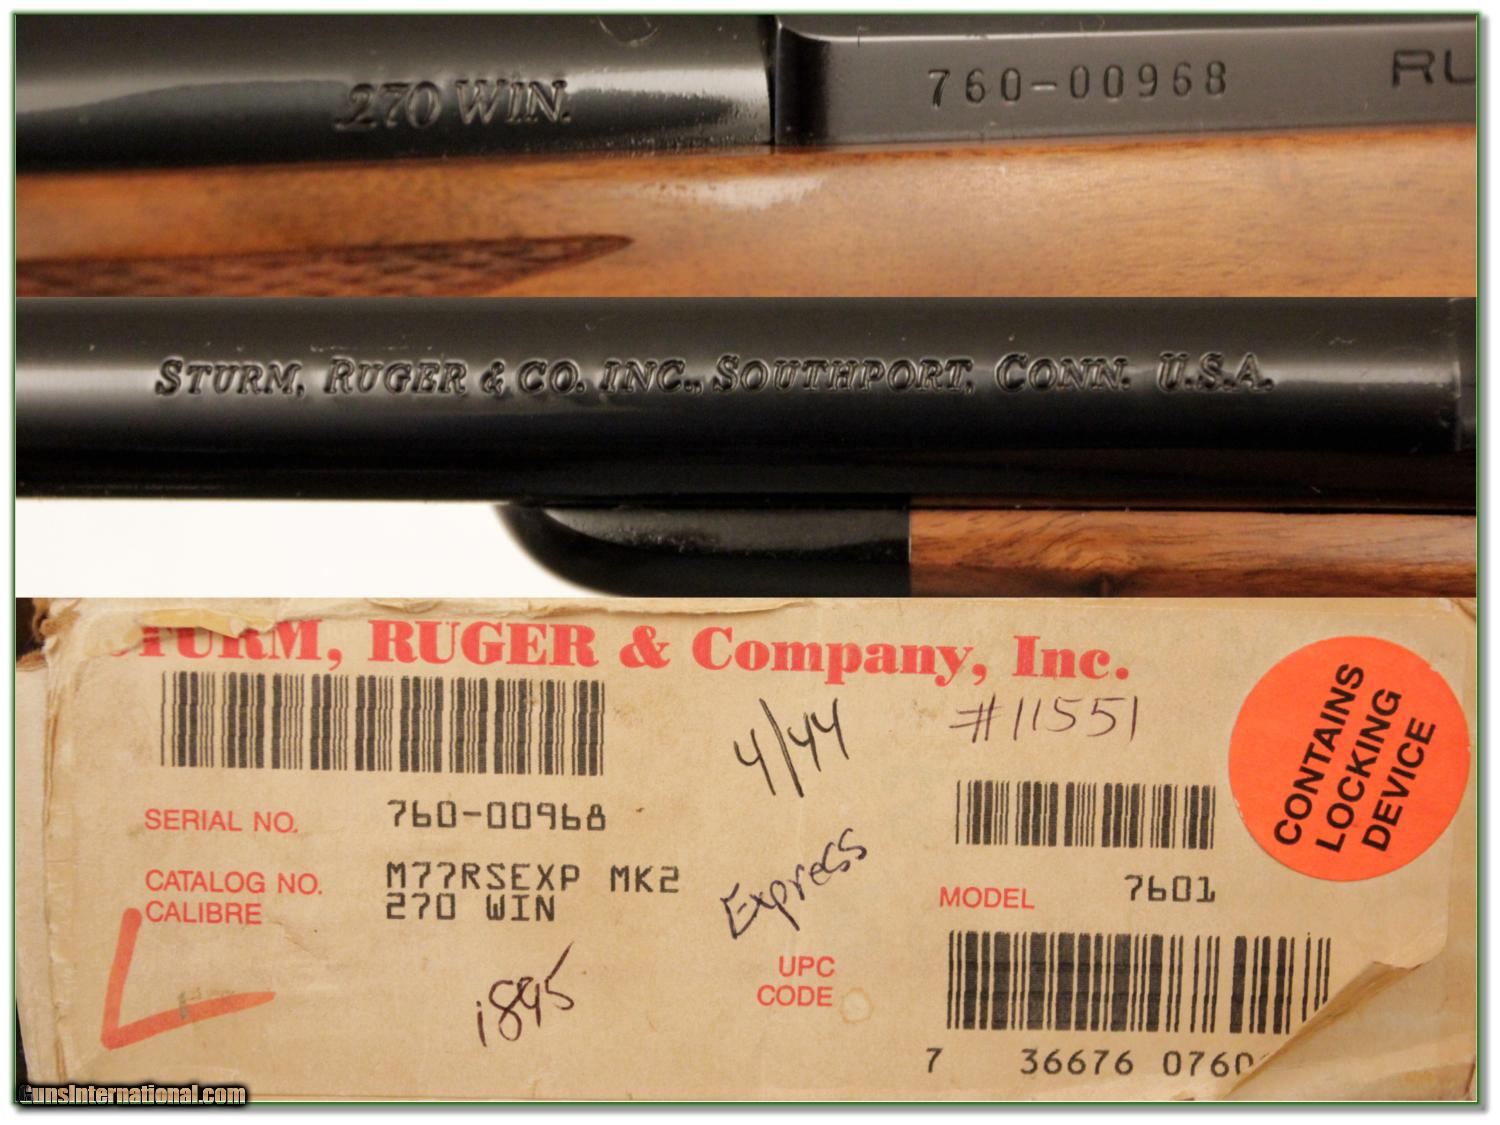 .270 WIN.
760-00968
RU
STURM, RUGER & CO. INC., SOUTHPORT, CONN. U.S.A.
STURM, RUGER & Company, Inc.
#11551
4/44
CONTAINS
LOCKING
DEVICE
SERIAL NO. 760-00968
CATALOG NO. M77RSEXP MK2
CALIBRE 270 WIN
Express
MODEL 7601
1895
UPC
CODE
7 36676 0760
GunsInternational.com